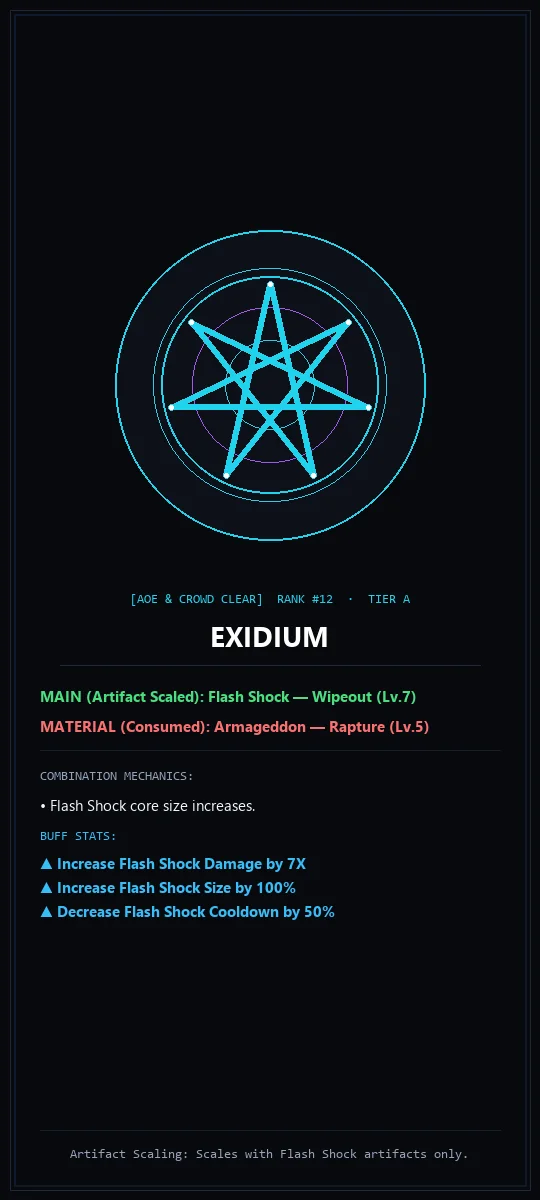 [AOE & CROWD CLEAR]  RANK #12  ·  TIER A
EXIDIUM
MAIN (Artifact Scaled): Flash Shock — Wipeout (Lv.7)
MATERIAL (Consumed): Armageddon — Rapture (Lv.5)
COMBINATION MECHANICS:
• Flash Shock core size increases.
BUFF STATS:
▲ Increase Flash Shock Damage by 7X
▲ Increase Flash Shock Size by 100%
▲ Decrease Flash Shock Cooldown by 50%
Artifact Scaling: Scales with Flash Shock artifacts only.